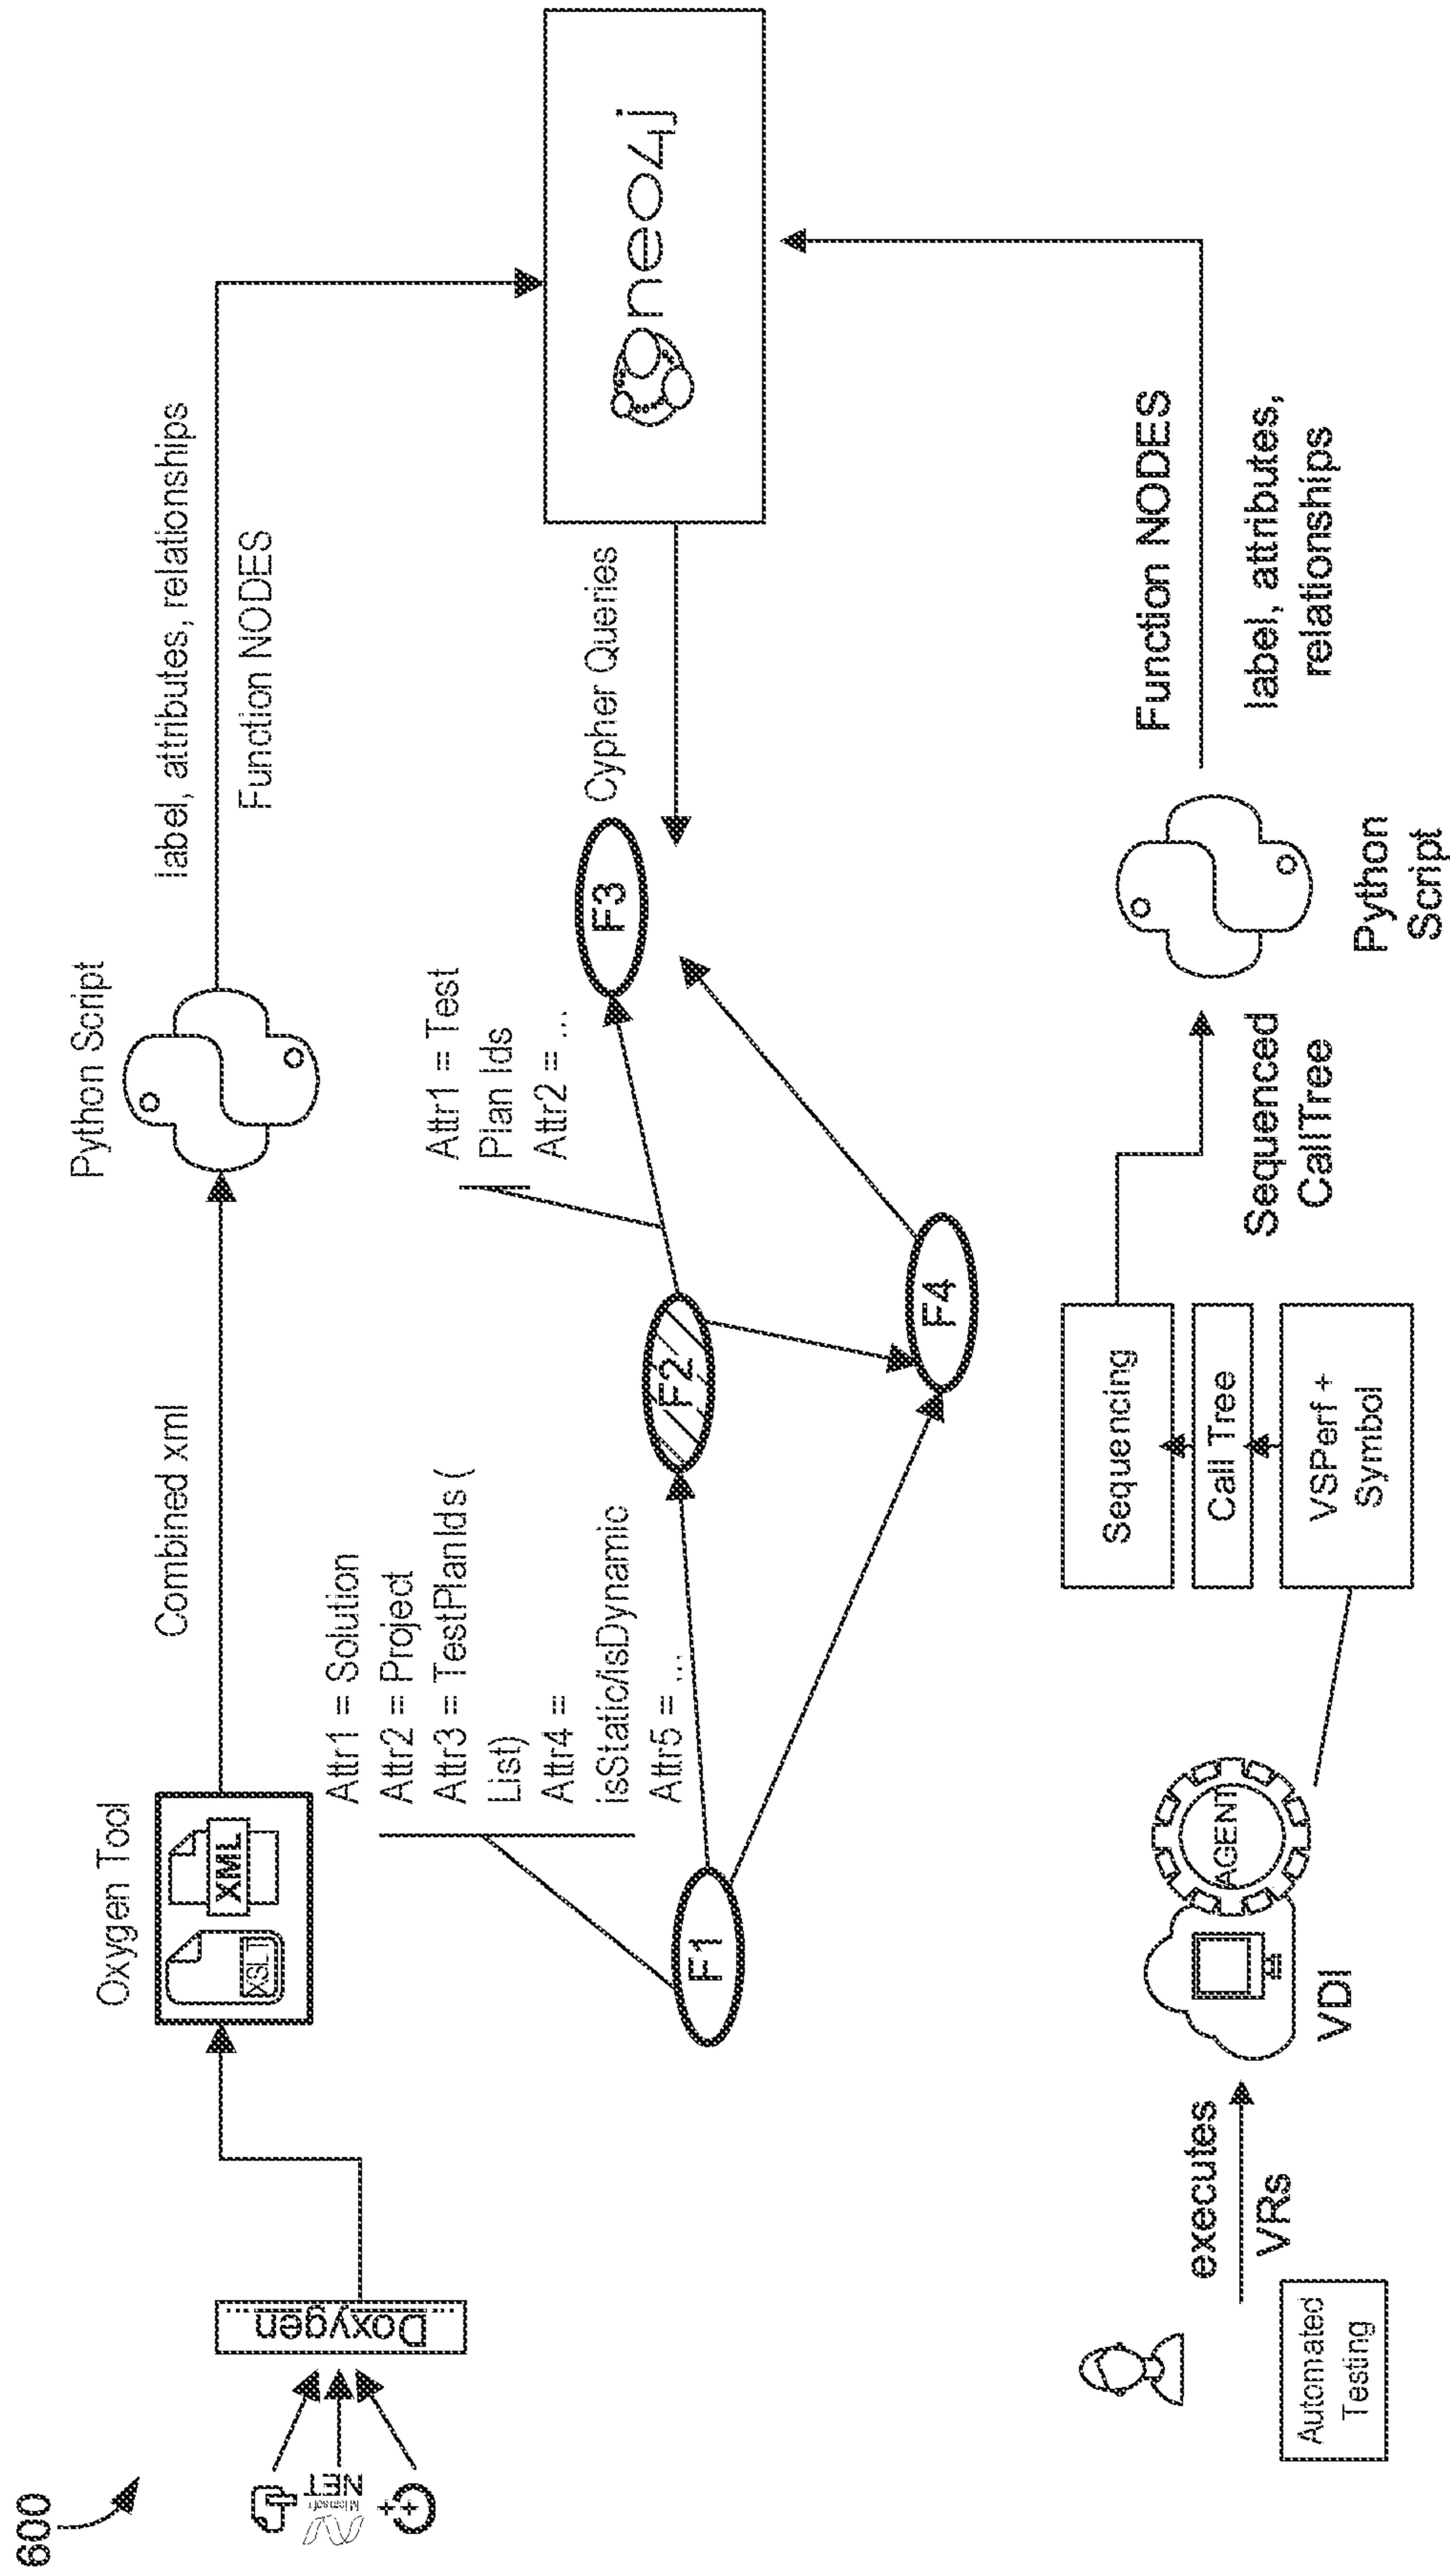 600
Microsoft
NET
++
Doxygen
Oxygen Tool
XSLT
XML
Combined xml
Python Script
label, attributes, relationships
Function NODES
neo4j
Cypher Queries
Attr1 = Solution
Attr2 = Project
Attr3 = TestPlanIds (
List)
Attr4 =
isStatic/isDynamic
Attr5 = ...
Attr1 = Test
Plan Ids
Attr2 = ...
F1
F2
F3
F4
Automated
Testing
executes
VRs
AGENT
VDI
Sequencing
Call Tree
VSPerf +
Symbol
Sequenced
CallTree
Python
Script
Function NODES
label, attributes,
relationships